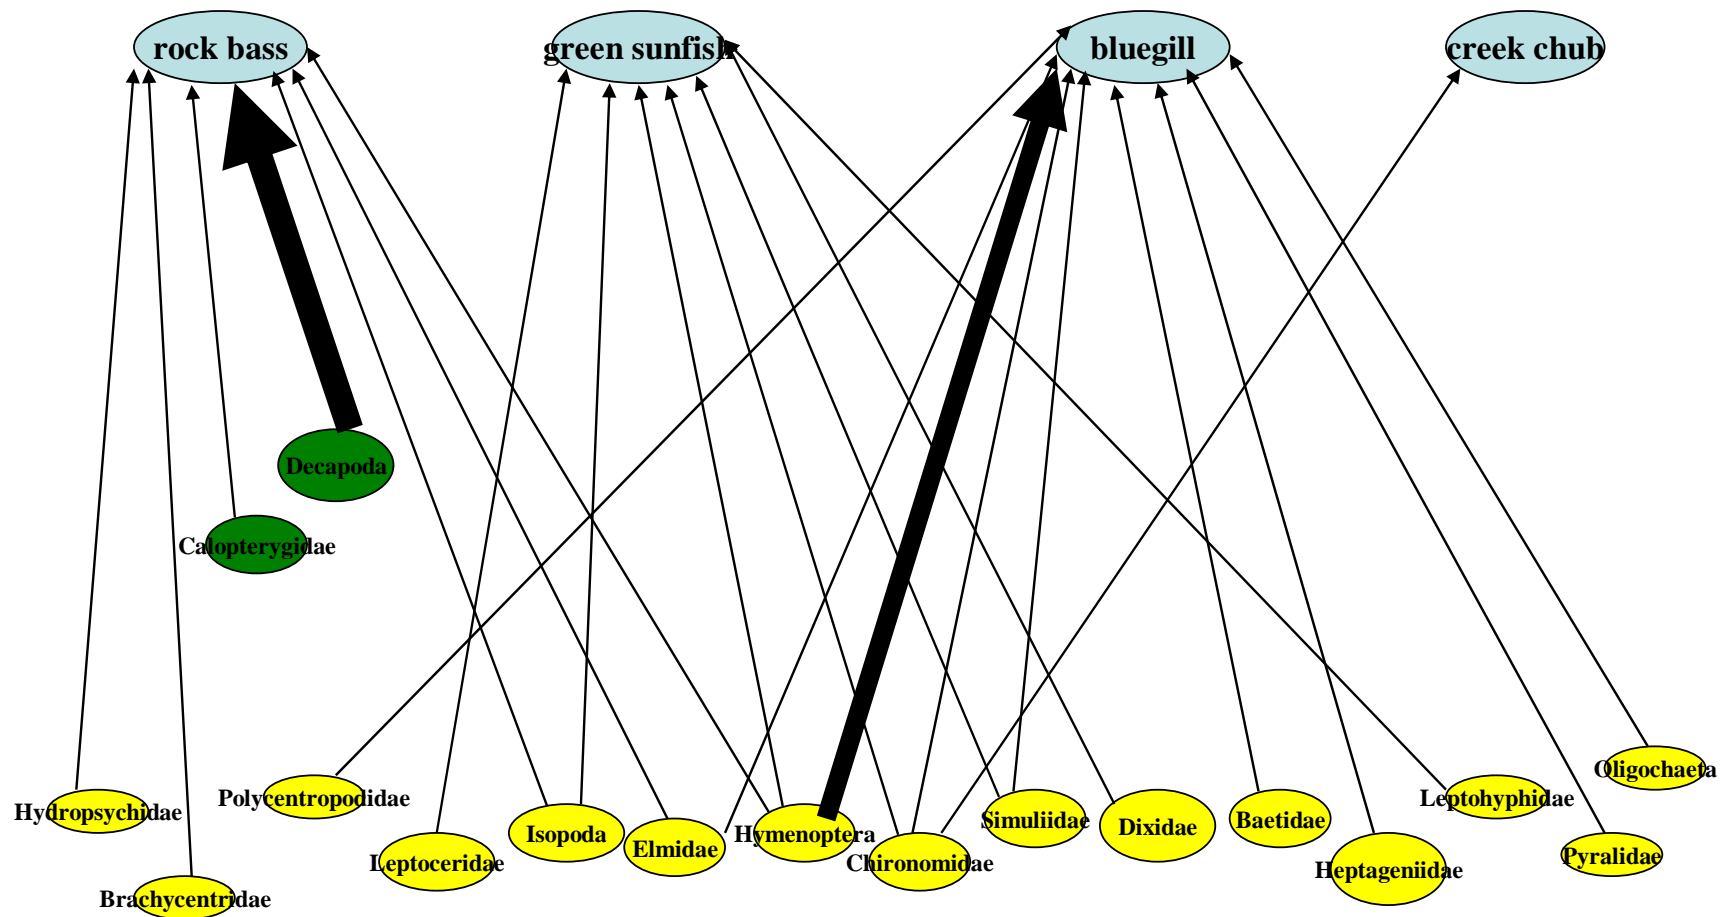 rock bass
green sunfish
bluegill
creek chub
Decapoda
Calopterygidae
Hydropsychidae
Brachycentridae
Polycentropodidae
Leptoceridae
Isopoda
Elmidae
Hymenoptera
Chironomidae
Simuliidae
Dixidae
Baetidae
Heptageniidae
Leptohyphidae
Pyralidae
Oligochaeta